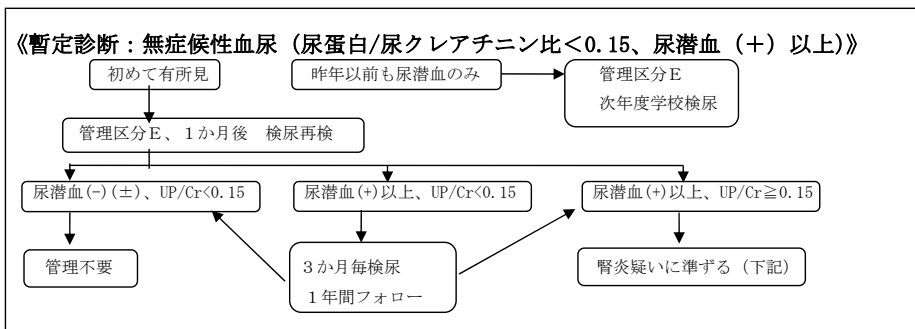 《暫定診断：無症候性血尿（尿蛋白/尿クレアチニン比＜0.15、尿潜血（+）以上）》
初めて有所見
昨年以前も尿潜血のみ
管理区分Ｅ
次年度学校検尿
管理区分Ｅ、１か月後　検尿再検
尿潜血(-)(±)、UP/Cr<0.15
尿潜血(+)以上、UP/Cr<0.15
尿潜血(+)以上、UP/Cr≧0.15
管理不要
３か月毎検尿
１年間フォロー
腎炎疑いに準ずる（下記）